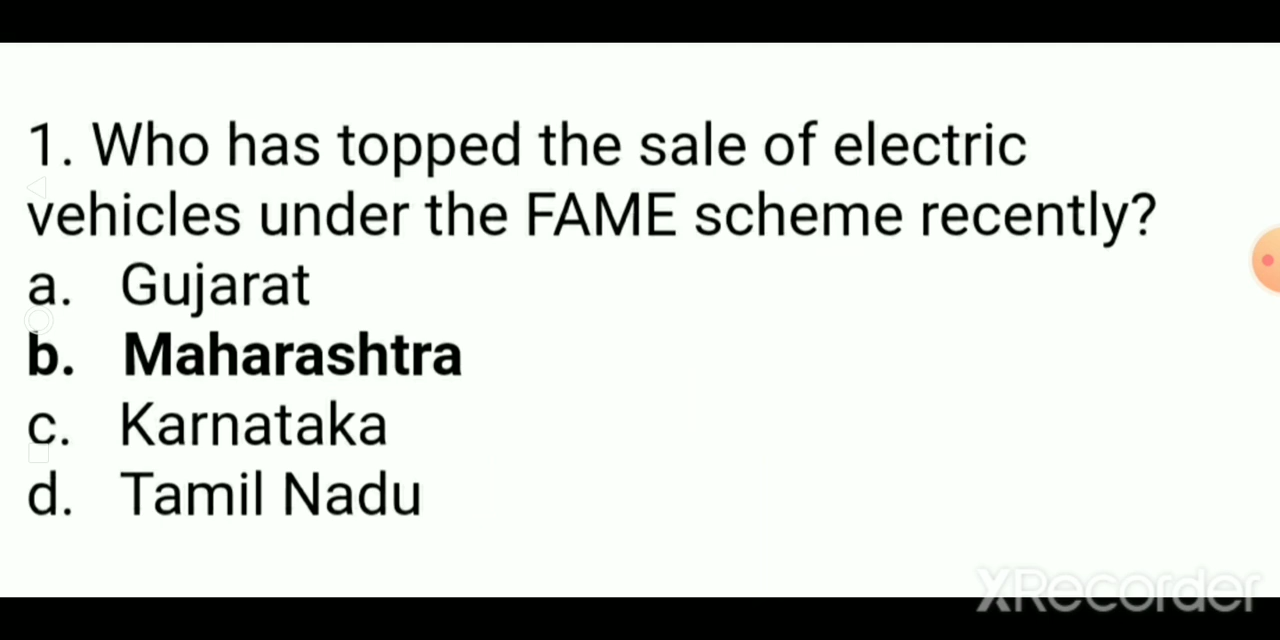 1. Who has topped the sale of electric
vehicles under the FAME scheme recently?
a. Gujarat
b. Maharashtra
c. Karnataka
d. Tamil Nadu
XRecorder